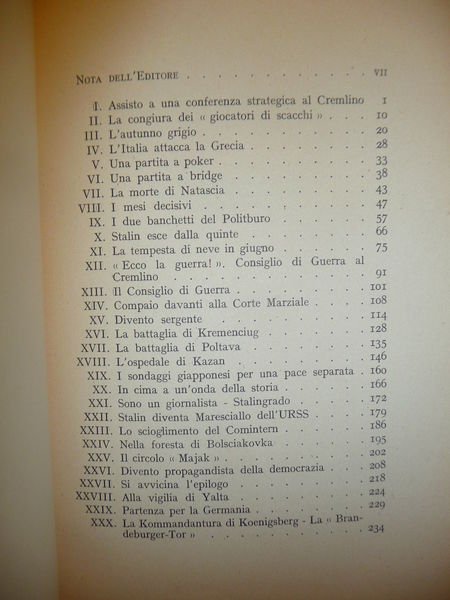 NOTA DELL'EDITORE . . . . . . . . . . . VII
I. Assisto a una conferenza strategica al Cremlino 1
II. La congiura dei « giocatori di scacchi » . . . 10
III. L'autunno grigio . . . . . . . . . 20
IV. L'Italia attacca la Grecia . . . . . . . 28
V. Una partita a poker . . . . . . . . 33
VI. Una partita a bridge . . . . . . . . 38
VII. La morte di Natascia . . . . . . . . 43
VIII. I mesi decisivi . . . . . . . . . 47
IX. I due banchetti del Politburo . . . . . . 57
X. Stalin esce dalla quinte . . . . . . . 66
XI. La tempesta di neve in giugno . . . . . 75
XII. « Ecco la guerra! ». Consiglio di Guerra al
Cremlino . . . . . . . . . . . 91
XIII. Il Consiglio di Guerra . . . . . . . 101
XIV. Compaio davanti alla Corte Marziale . . . . 108
XV. Divento sergente . . . . . . . . . 114
XVI. La battaglia di Kremenciug . . . . . . 128
XVII. La battaglia di Poltava . . . . . . . 135
XVIII. L'ospedale di Kazan . . . . . . . . 146
XIX. I sondaggi giapponesi per una pace separata . 160
XX. In cima a un'onda della storia . . . . . 166
XXI. Sono un giornalista - Stalingrado . . . . . 172
XXII. Stalin diventa Maresciallo dell'URSS . . . . 179
XXIII. Lo scioglimento del Comintern . . . . . 186
XXIV. Nella foresta di Bolsciakovka . . . . . . 195
XXV. Il circolo « Majak » . . . . . . . . 202
XXVI. Divento propagandista della democrazia . . . 208
XXVII. Si avvicina l'epilogo . . . . . . . . 218
XXVIII. Alla vigilia di Yalta . . . . . . . . 224
XXIX. Partenza per la Germania . . . . . . . 229
XXX. La Kommandantura di Koenigsberg - La « Bran-
deburger-Tor » . . . . . . . . . . 234